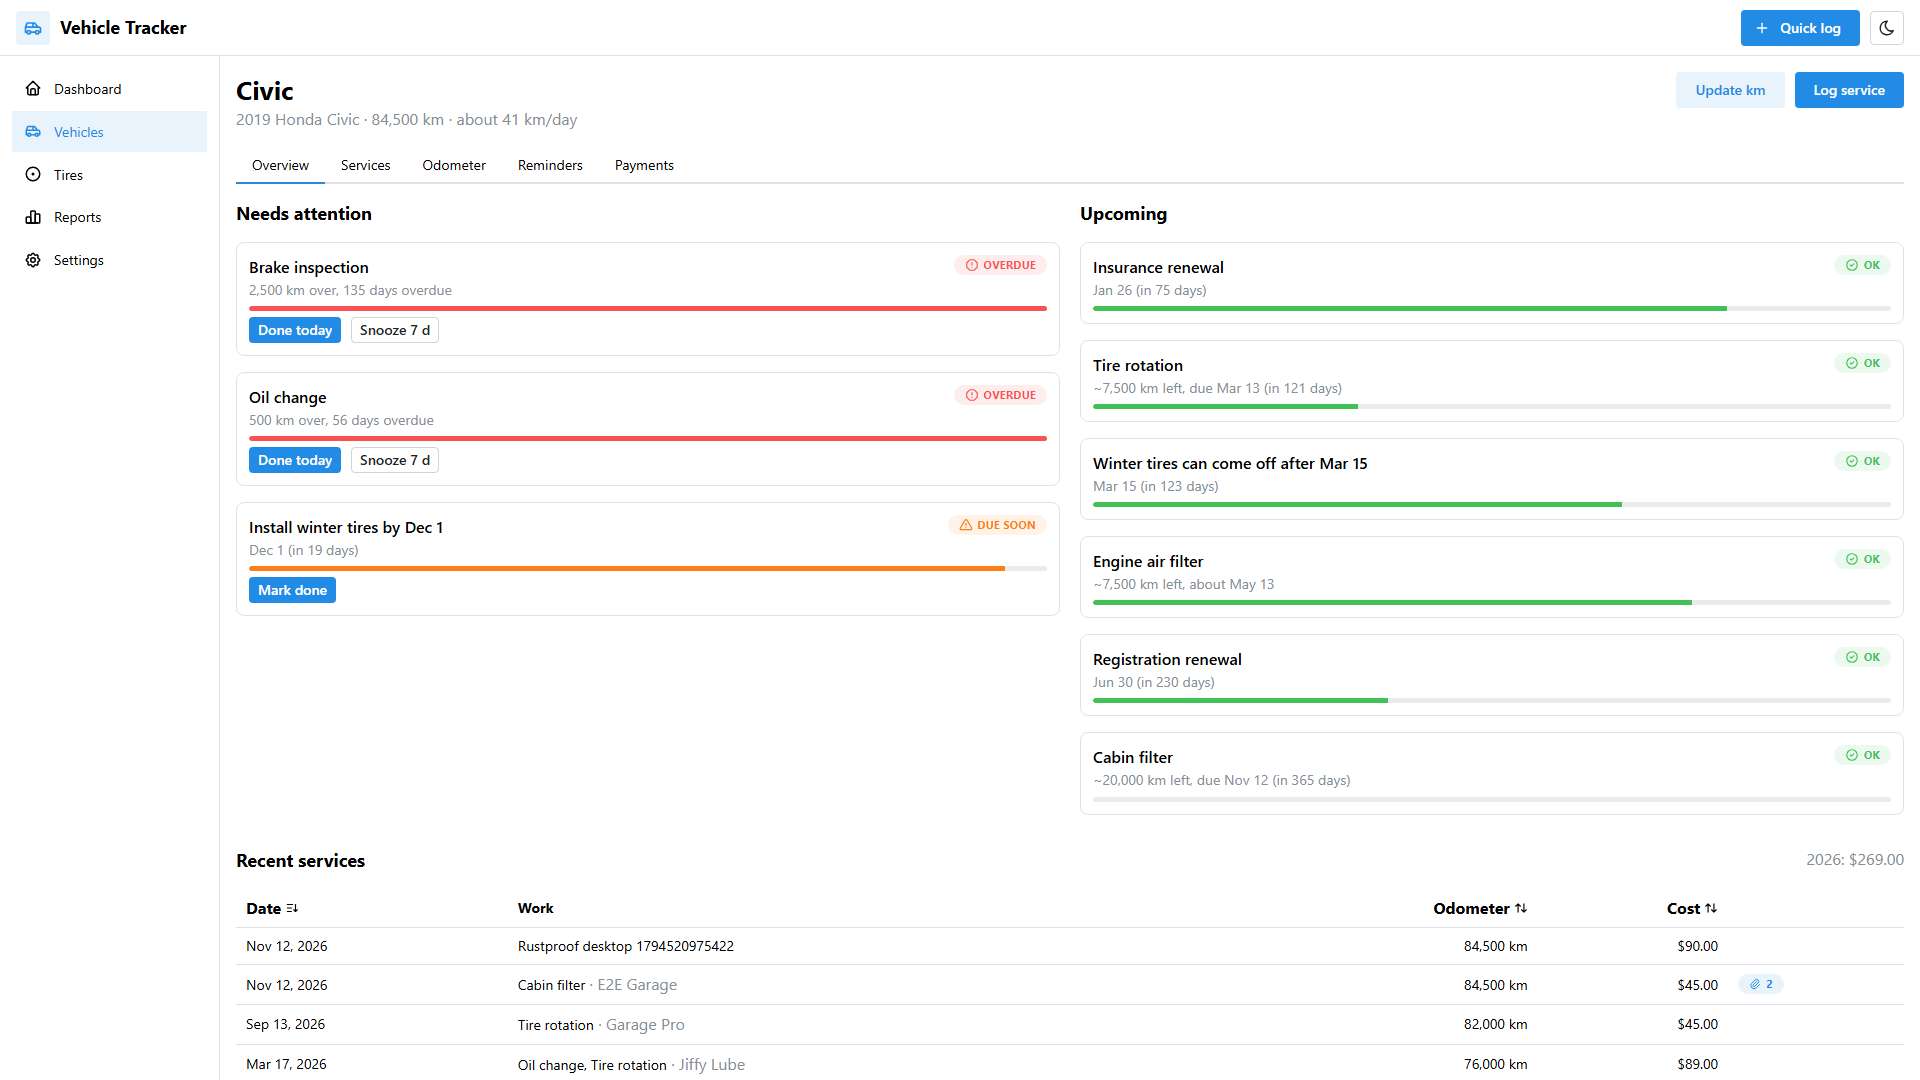 Vehicle Tracker
Quick log
Dashboard
Vehicles
Tires
Reports
Settings
Civic
2019 Honda Civic · 84,500 km · about 41 km/day
Update km
Log service
Overview
Services
Odometer
Reminders
Payments
Needs attention
Brake inspection
OVERDUE
2,500 km over, 135 days overdue
Done today
Snooze 7 d
Oil change
OVERDUE
500 km over, 56 days overdue
Done today
Snooze 7 d
Install winter tires by Dec 1
DUE SOON
Dec 1 (in 19 days)
Mark done
Upcoming
Insurance renewal
OK
Jan 26 (in 75 days)
Tire rotation
OK
~7,500 km left, due Mar 13 (in 121 days)
Winter tires can come off after Mar 15
OK
Mar 15 (in 123 days)
Engine air filter
OK
~7,500 km left, about May 13
Registration renewal
OK
Jun 30 (in 230 days)
Cabin filter
OK
~20,000 km left, due Nov 12 (in 365 days)
Recent services
2026: $269.00
Date Work Odometer Cost
Nov 12, 2026 Rustproof desktop 1794520975422 84,500 km $90.00
Nov 12, 2026 Cabin filter · E2E Garage 84,500 km $45.00 2
Sep 13, 2026 Tire rotation · Garage Pro 82,000 km $45.00
Mar 17, 2026 Oil change, Tire rotation · Jiffy Lube 76,000 km $89.00